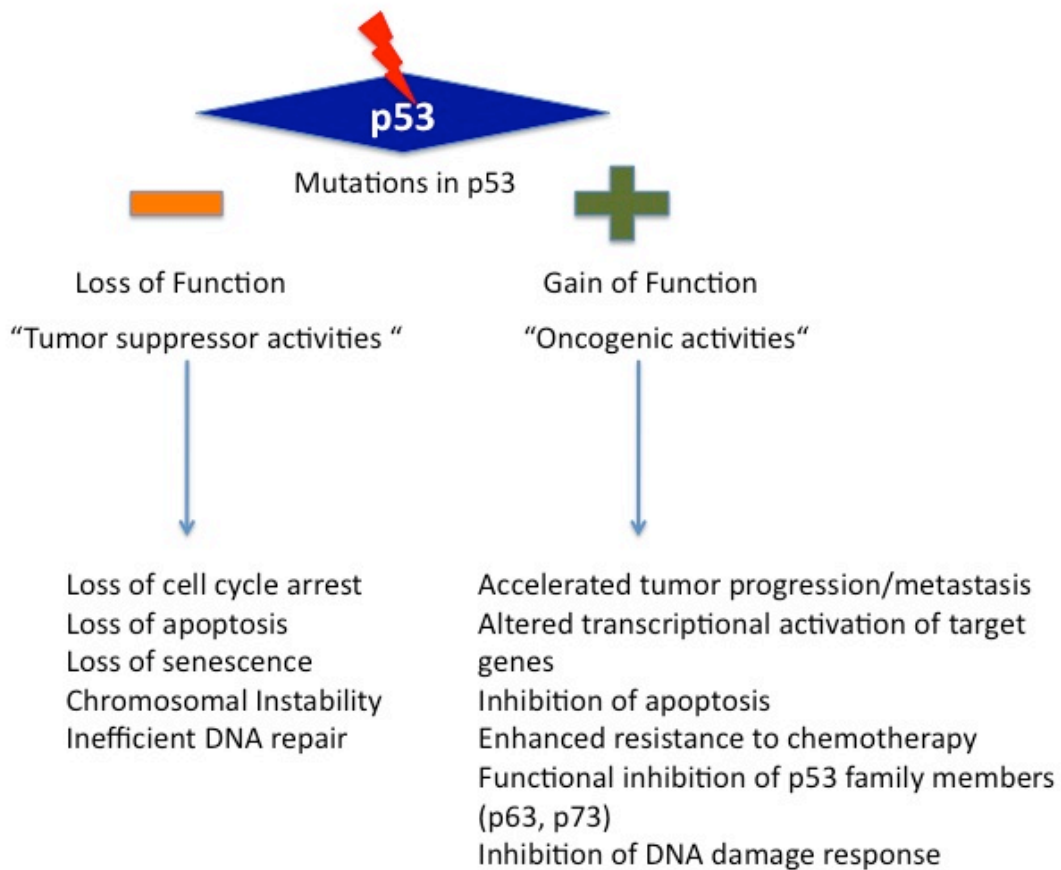 p53
Mutations in p53
Loss of Function
“Tumor suppressor activities “
Gain of Function
“Oncogenic activities“
Loss of cell cycle arrest
Loss of apoptosis
Loss of senescence
Chromosomal Instability
Inefficient DNA repair
Accelerated tumor progression/metastasis
Altered transcriptional activation of target
genes
Inhibition of apoptosis
Enhanced resistance to chemotherapy
Functional inhibition of p53 family members
(p63, p73)
Inhibition of DNA damage response